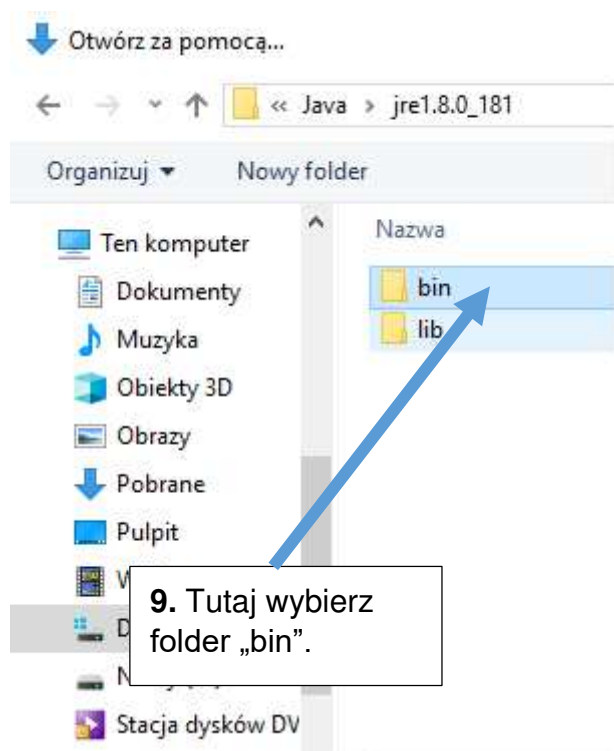 Otwórz za pomocą...
« Java › jre1.8.0_181
Organizuj Nowy folder
Nazwa
Ten komputer
Dokumenty
Muzyka
Obiekty 3D
Obrazy
Pobrane
Pulpit
bin
lib
9. Tutaj wybierz
folder „bin”.
Stacja dysków DV